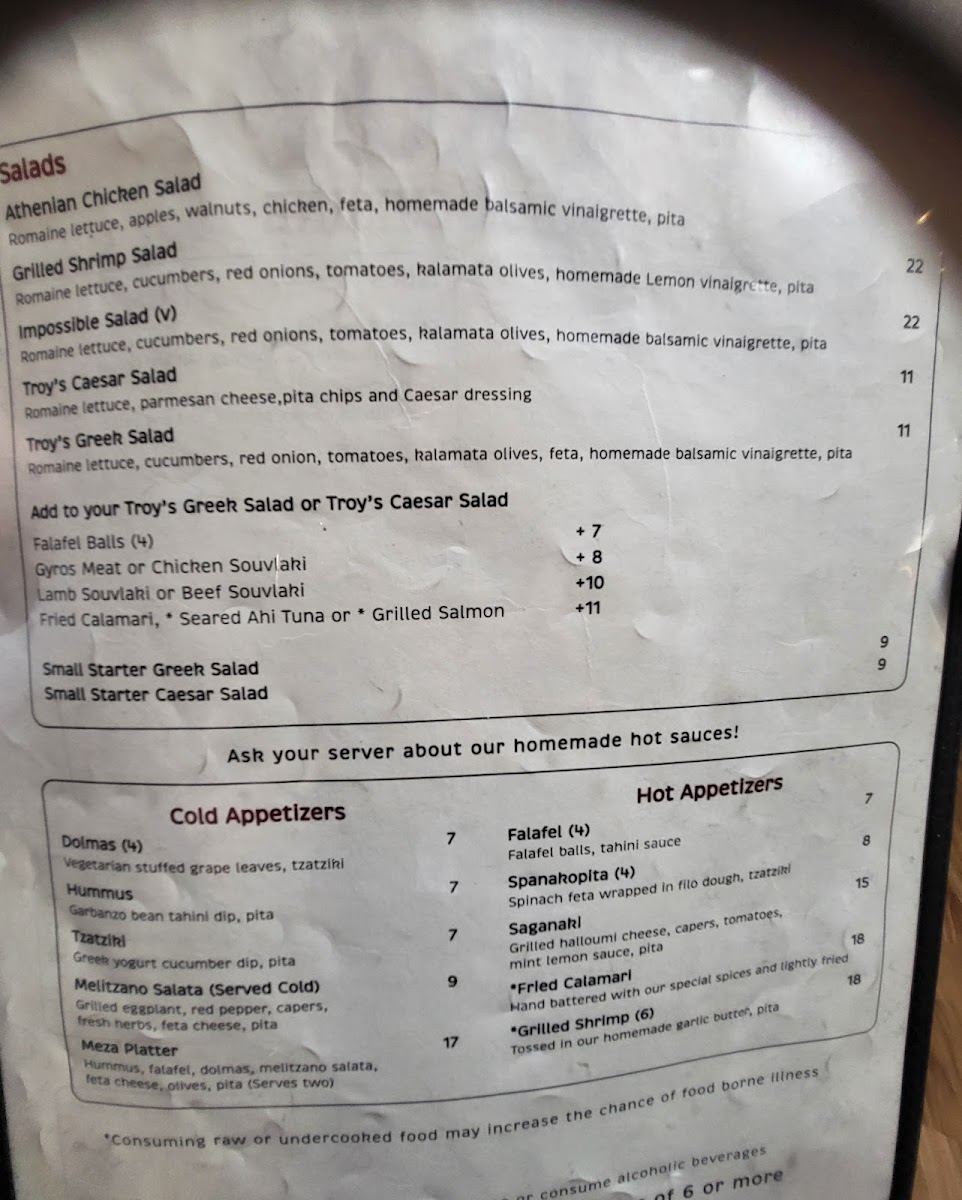 Salads
Athenian Chicken Salad
Romaine lettuce, apples, walnuts, chicken, feta, homemade balsamic vinaigrette, pita
Grilled Shrimp Salad 22
Romaine lettuce, cucumbers, red onions, tomatoes, kalamata olives, homemade Lemon vinaigrette, pita
Impossible Salad (v) 22
Romaine lettuce, cucumbers, red onions, tomatoes, kalamata olives, homemade balsamic vinaigrette, pita
Troy's Caesar Salad 11
Romaine lettuce, parmesan cheese,pita chips and Caesar dressing
Troy's Greek Salad 11
Romaine lettuce, cucumbers, red onion, tomatoes, kalamata olives, feta, homemade balsamic vinaigrette, pita
Add to your Troy's Greek Salad or Troy's Caesar Salad
Falafel Balls (4) + 7
Gyros Meat or Chicken Souvlaki + 8
Lamb Souvlaki or Beef Souvlaki +10
Fried Calamari, * Seared Ahi Tuna or * Grilled Salmon +11
Small Starter Greek Salad 9
Small Starter Caesar Salad 9
Ask your server about our homemade hot sauces!
Cold Appetizers
Dolmas (4) 7
Vegetarian stuffed grape leaves, tzatziki
Hummus 7
Garbanzo bean tahini dip, pita
Tzatziki 7
Greek yogurt cucumber dip, pita
Melitzano Salata (Served Cold) 9
Grilled eggplant, red pepper, capers,
fresh herbs, feta cheese, pita
Meza Platter 17
Hummus, falafel, dolmas, melitzano salata,
feta cheese, olives, pita (Serves two)
Hot Appetizers
Falafel (4) 7
Falafel balls, tahini sauce
Spanakopita (4) 8
Spinach feta wrapped in filo dough, tzatziki
Saganaki 15
Grilled halloumi cheese, capers, tomatoes,
mint lemon sauce, pita
*Fried Calamari 18
Hand battered with our special spices and lightly fried
*Grilled Shrimp (6) 18
Tossed in our homemade garlic butter, pita
*Consuming raw or undercooked food may increase the chance of food borne illness
or consume alcoholic beverages
of 6 or more